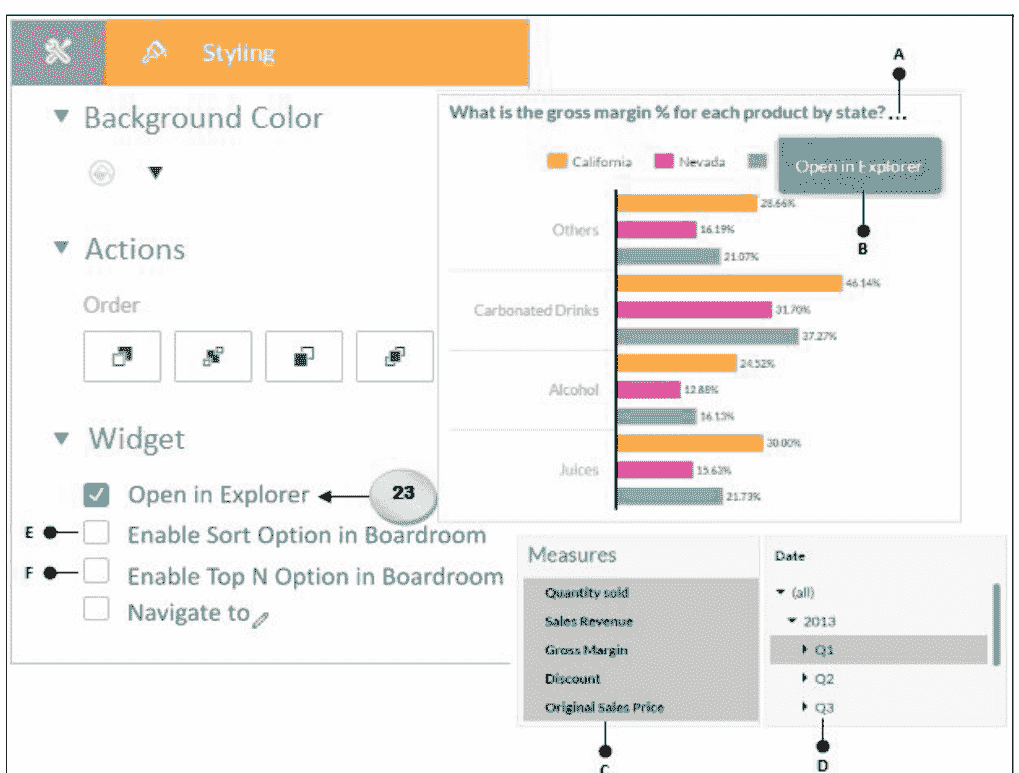 Styling
Background Color
Actions
Order
Widget
Open in Explorer
23
E
Enable Sort Option in Boardroom
F
Enable Top N Option in Boardroom
Navigate to
A
What is the gross margin % for each product by state? ...
California
Nevada
Open in Explorer
B
Others
28.66%
16.19%
21.07%
Carbonated Drinks
46.14%
31.70%
37.27%
Alcohol
24.52%
12.88%
16.13%
Juices
30.00%
15.63%
21.73%
Measures
Quantity sold
Sales Revenue
Gross Margin
Discount
Original Sales Price
C
Date
(all)
2013
Q1
Q2
Q3
D